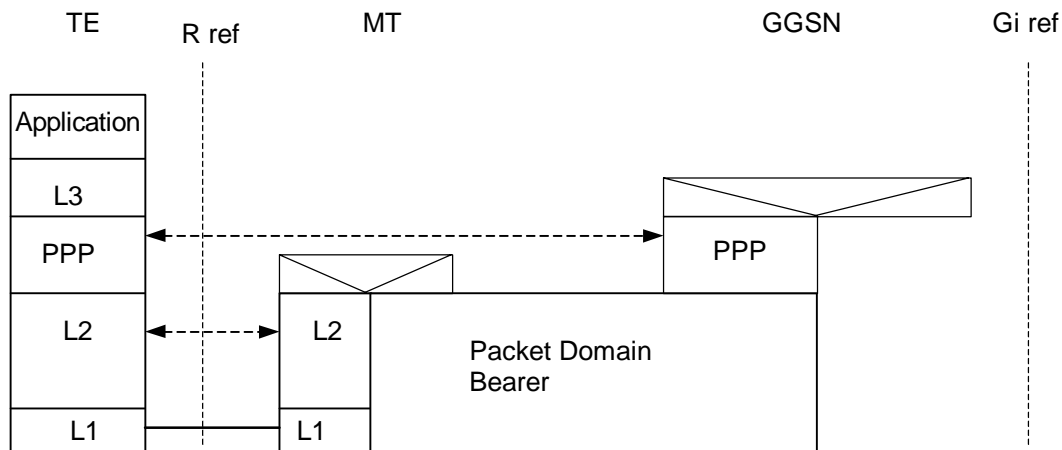 TE
R ref
MT
GGSN
Gi ref
Application
L3
PPP
PPP
L2
L2
Packet Domain
Bearer
L1
L1